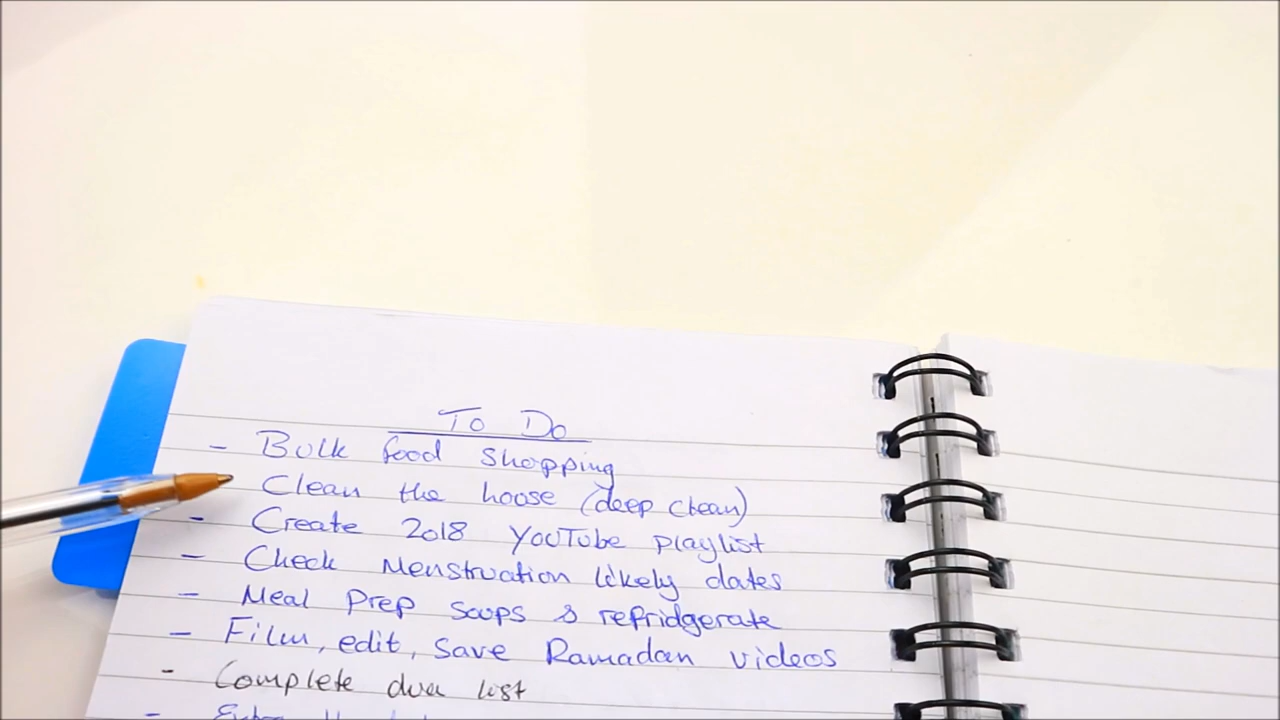 To Do
- Bulk food shopping
Clean the house (deep clean)
- Create 2018 YouTube playlist
- Check Menstruation likely dates
- Meal Prep soups & refridgerate
- Film, edit, save Ramadan videos
- Complete dua list
-